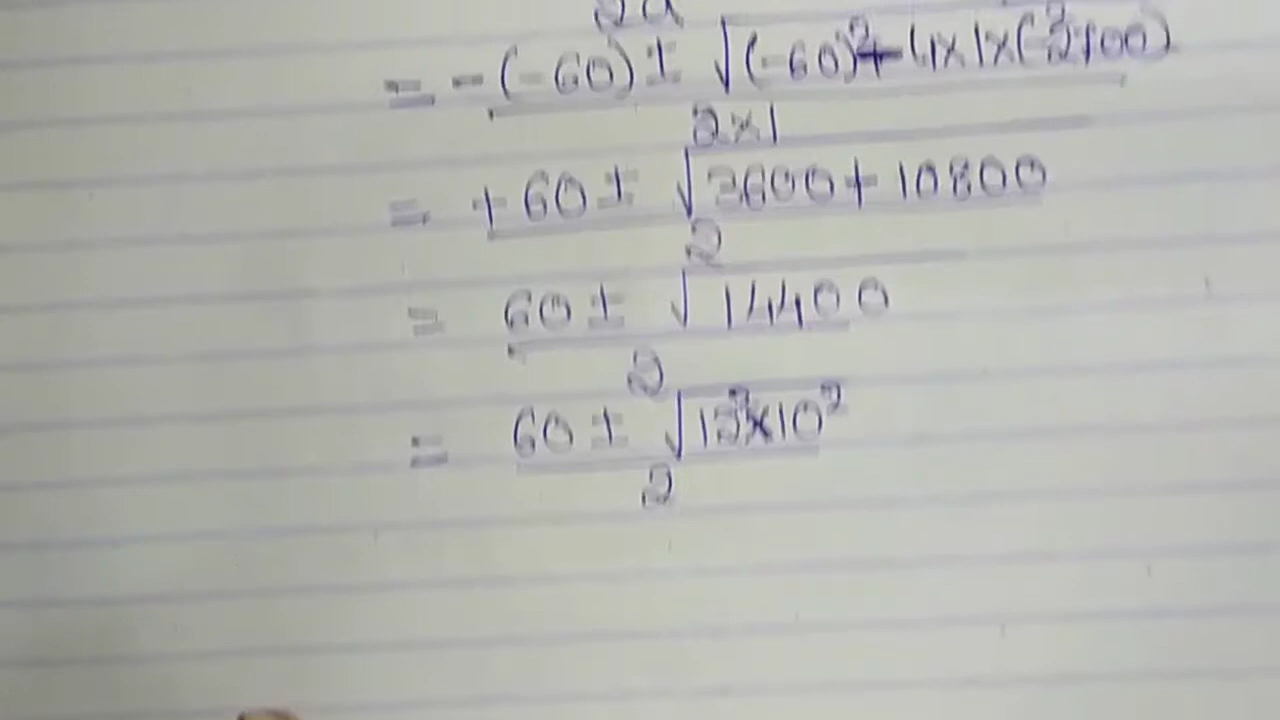 2a
= -(-60) ± √(-60)² - 4×1×(-2700)
2×1
= +60 ± √3600 + 10800
2
= 60 ± √14400
2
= 60 ± √12²×10²
2